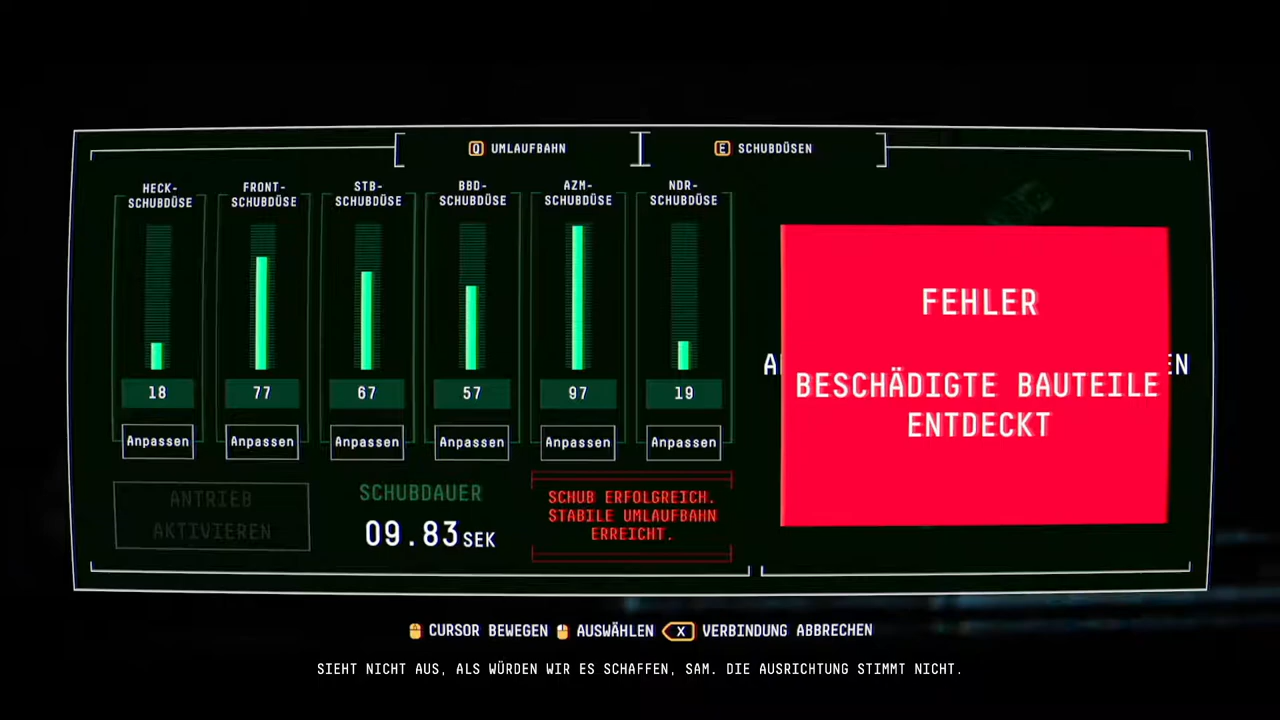 Q UMLAUFBAHN
E SCHUBDÜSEN
HECK-
SCHUBDÜSE
FRONT-
SCHUBDÜSE
STB-
SCHUBDÜSE
BBD-
SCHUBDÜSE
AZM-
SCHUBDÜSE
NDR-
SCHUBDÜSE
18
77
67
57
97
19
Anpassen
Anpassen
Anpassen
Anpassen
Anpassen
Anpassen
ANTRIEB
AKTIVIEREN
SCHUBDAUER
09.83 SEK
SCHUB ERFOLGREICH.
STABILE UMLAUFBAHN
ERREICHT.
FEHLER
BESCHÄDIGTE BAUTEILE
ENTDECKT
CURSOR BEWEGEN AUSWÄHLEN X VERBINDUNG ABBRECHEN
SIEHT NICHT AUS, ALS WÜRDEN WIR ES SCHAFFEN, SAM. DIE AUSRICHTUNG STIMMT NICHT.